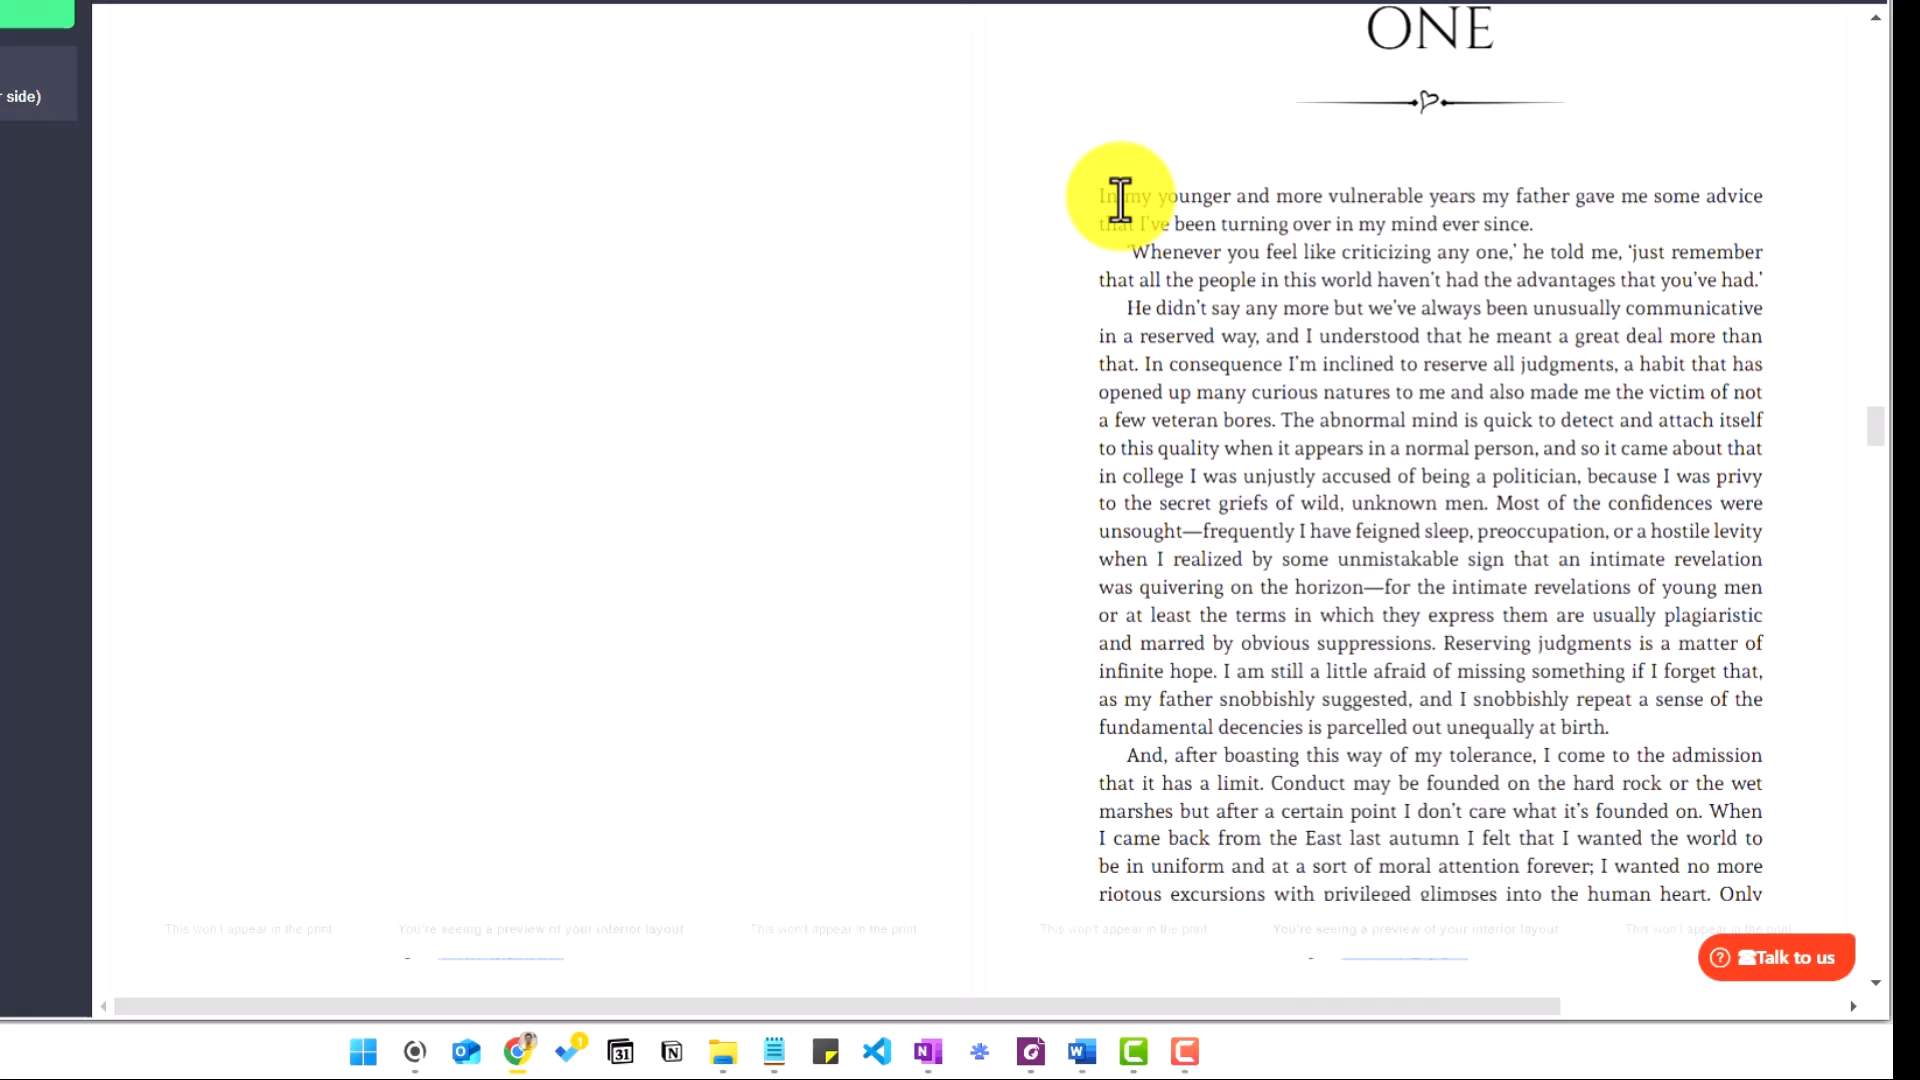 ONE
r side)
In my younger and more vulnerable years my father gave me some advice
that I've been turning over in my mind ever since.
‘Whenever you feel like criticizing any one,’ he told me, ‘just remember
that all the people in this world haven’t had the advantages that you’ve had.’
He didn’t say any more but we’ve always been unusually communicative
in a reserved way, and I understood that he meant a great deal more than
that. In consequence I’m inclined to reserve all judgments, a habit that has
opened up many curious natures to me and also made me the victim of not
a few veteran bores. The abnormal mind is quick to detect and attach itself
to this quality when it appears in a normal person, and so it came about that
in college I was unjustly accused of being a politician, because I was privy
to the secret griefs of wild, unknown men. Most of the confidences were
unsought—frequently I have feigned sleep, preoccupation, or a hostile levity
when I realized by some unmistakable sign that an intimate revelation
was quivering on the horizon—for the intimate revelations of young men
or at least the terms in which they express them are usually plagiaristic
and marred by obvious suppressions. Reserving judgments is a matter of
infinite hope. I am still a little afraid of missing something if I forget that,
as my father snobbishly suggested, and I snobbishly repeat a sense of the
fundamental decencies is parcelled out unequally at birth.
And, after boasting this way of my tolerance, I come to the admission
that it has a limit. Conduct may be founded on the hard rock or the wet
marshes but after a certain point I don’t care what it’s founded on. When
I came back from the East last autumn I felt that I wanted the world to
be in uniform and at a sort of moral attention forever; I wanted no more
riotous excursions with privileged glimpses into the human heart. Only
This won't appear in the print You're seeing a preview of your interior layout This won't appear in the print
This won't appear in the print You're seeing a preview of your interior layout This won't appear in the print
Talk to us
1
31